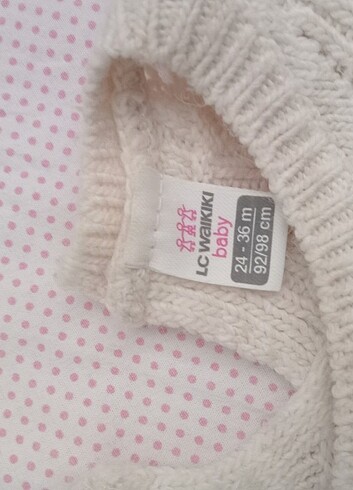 LC WAIKIKI
baby
24 - 36 m
92/98 cm